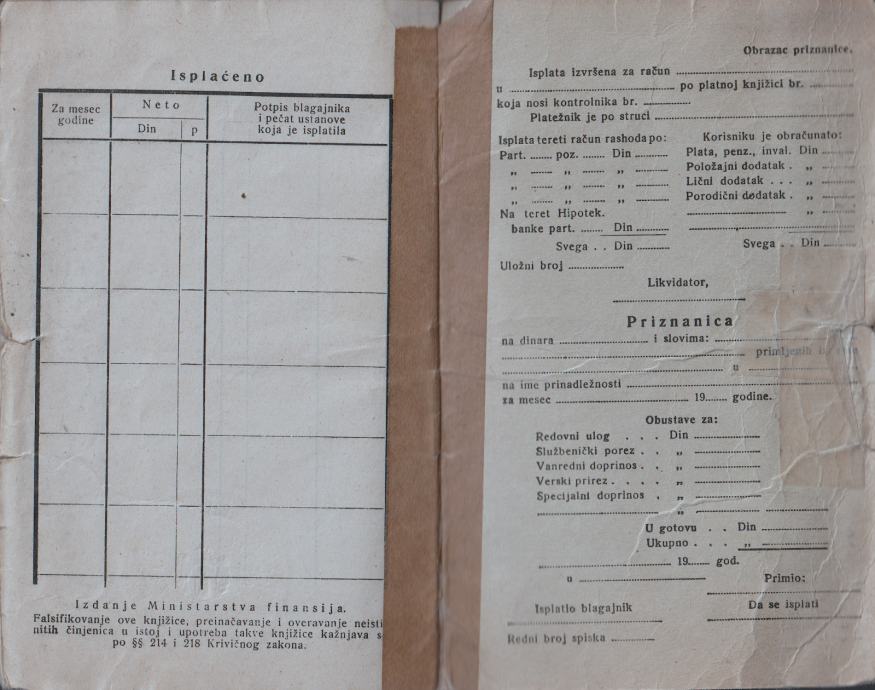 Isplaćeno
Za mesec godine
Neto
Din
p
Potpis blagajnika i pečat ustanove koja je isplatila
Izdanje Ministarstva finansija.
Falsifikovanje ove knjižice, preinačavanje i overavanje neisti
nitih činjenica u istoj i upotreba takve knjižice kažnjava s
po §§ 214 i 218 Krivičnog zakona.
Obrazac priznanice.
Isplata izvršena za račun
u po platnoj knjižici br.
koja nosi kontrolnika br.
Platežnik je po struci
Isplata tereti račun rashoda po:
Part. poz. Din
„ „ „
„ „ „
„ „ „
Na teret Hipotek.
banke part. Din
Svega . . Din
Uložni broj
Korisniku je obračunato:
Plata, penz., inval. Din
Položajni dodatak . „
Lični dodatak . . . „
Porodični dodatak . „
„
Svega . . Din
Likvidator,
Priznanica
na dinara i slovima:
primljenih
u
na ime prinadležnosti
za mesec 19 godine.
Obustave za:
Redovni ulog . . . Din
Službenički porez . „
Vanredni doprinos . . „
Verski prirez . . . . „
Specijalni doprinos . „
„
U gotovu . . Din
Ukupno . . . „
19 god.
u Primio:
Isplatio blagajnik Da se isplati
Redni broj spiska